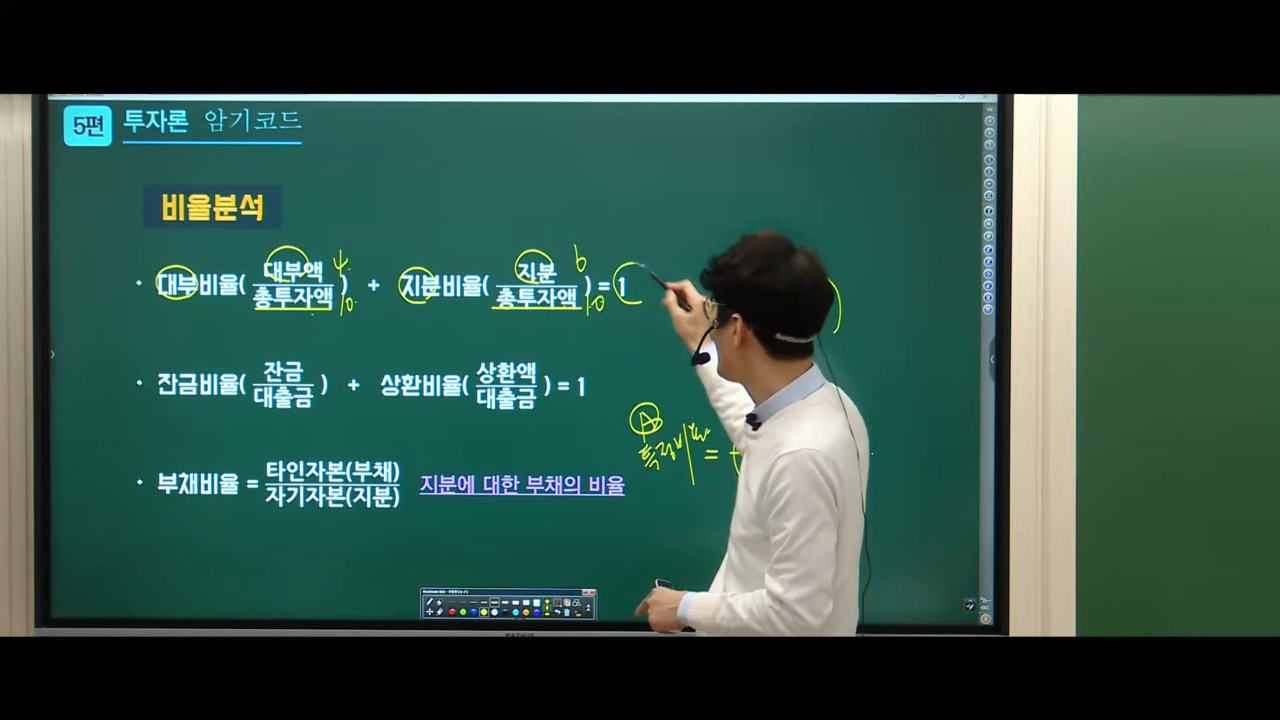 5편 투자론 암기코드
비율분석
· 대부비율( 대부액 / 총투자액 ) + 지분비율( 지분 / 총투자액 ) = 1
4 6
10 10
· 잔금비율( 잔금 / 대출금 ) + 상환비율( 상환액 / 대출금 ) = 1
A
=
· 부채비율 = 타인자본(부채) / 자기자본(지분) 지분에 대한 부채의 비율